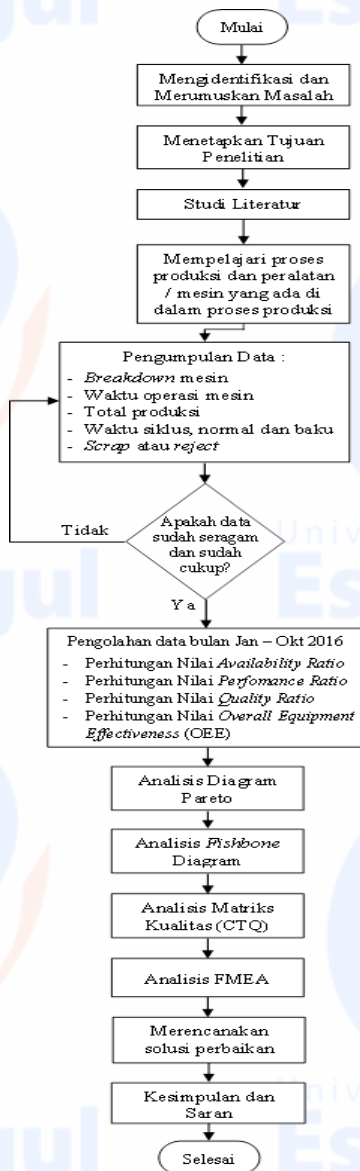 Mulai
Mengidentifikasi dan
Merumuskan Masalah
Menetapkan Tujuan
Penelitian
Studi Literatur
Mempelajari proses
produksi dan peralatan
/ mesin yang ada di
dalam proses produksi
Pengumpulan Data :
- Breakdown mesin
- Waktu operasi mesin
- Total produksi
- Waktu siklus, normal dan baku
- Scrap atau reject
Tidak
Apakah data
sudah seragam
dan sudah
cukup?
Ya
Pengolahan data bulan Jan – Okt 2016
- Perhitungan Nilai Availability Ratio
- Perhitungan Nilai Perfomance Ratio
- Perhitungan Nilai Quality Ratio
- Perhitungan Nilai Overall Equipment
Effectiveness (OEE)
Analisis Diagram
Pareto
Analisis Fishbone
Diagram
Analisis Matriks
Kualitas (CTQ)
Analisis FMEA
Merencanakan
solusi perbaikan
Kesimpulan dan
Saran
Selesai